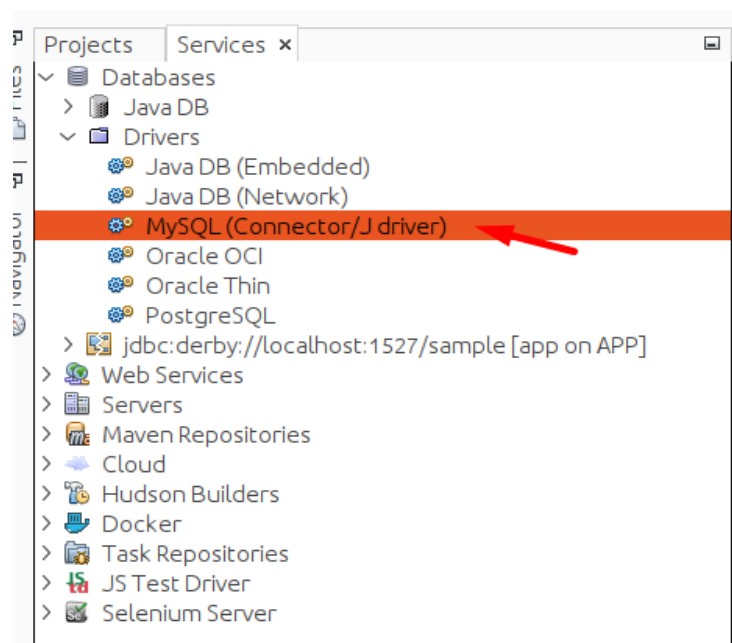 Projects
Services ×
Databases
Java DB
Drivers
Java DB (Embedded)
Java DB (Network)
MySQL (Connector/J driver)
Oracle OCI
Oracle Thin
PostgreSQL
jdbc:derby://localhost:1527/sample [app on APP]
Web Services
Servers
Maven Repositories
Cloud
Hudson Builders
Docker
Task Repositories
JS Test Driver
Selenium Server
Files
Navigator